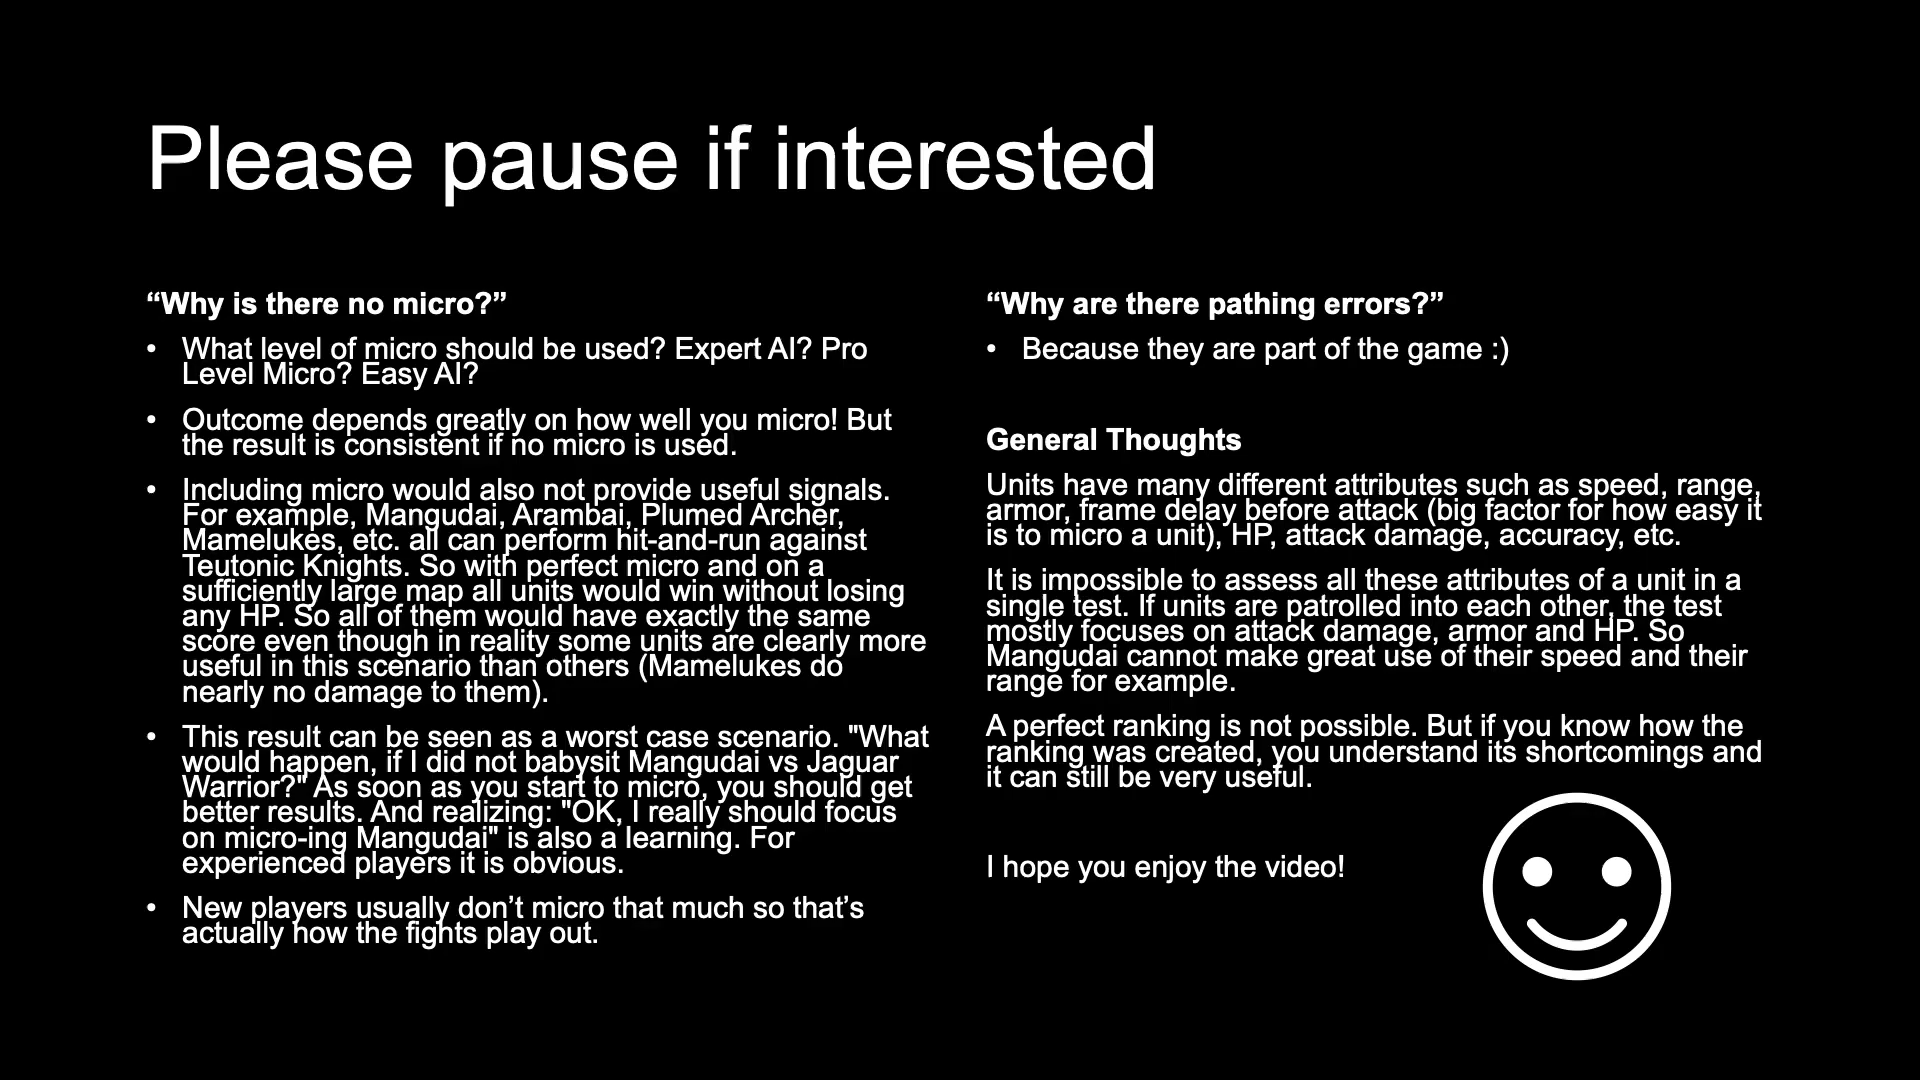 Please pause if interested
“Why is there no micro?”
• What level of micro should be used? Expert AI? Pro
Level Micro? Easy AI?
• Outcome depends greatly on how well you micro! But
the result is consistent if no micro is used.
• Including micro would also not provide useful signals.
For example, Mangudai, Arambai, Plumed Archer,
Mamelukes, etc. all can perform hit-and-run against
Teutonic Knights. So with perfect micro and on a
sufficiently large map all units would win without losing
any HP. So all of them would have exactly the same
score even though in reality some units are clearly more
useful in this scenario than others (Mamelukes do
nearly no damage to them).
• This result can be seen as a worst case scenario. "What
would happen, if I did not babysit Mangudai vs Jaguar
Warrior?" As soon as you start to micro, you should get
better results. And realizing: "OK, I really should focus
on micro-ing Mangudai" is also a learning. For
experienced players it is obvious.
• New players usually don’t micro that much so that’s
actually how the fights play out.
“Why are there pathing errors?”
• Because they are part of the game :)
General Thoughts
Units have many different attributes such as speed, range,
armor, frame delay before attack (big factor for how easy it
is to micro a unit), HP, attack damage, accuracy, etc.
It is impossible to assess all these attributes of a unit in a
single test. If units are patrolled into each other, the test
mostly focuses on attack damage, armor and HP. So
Mangudai cannot make great use of their speed and their
range for example.
A perfect ranking is not possible. But if you know how the
ranking was created, you understand its shortcomings and
it can still be very useful.
I hope you enjoy the video!